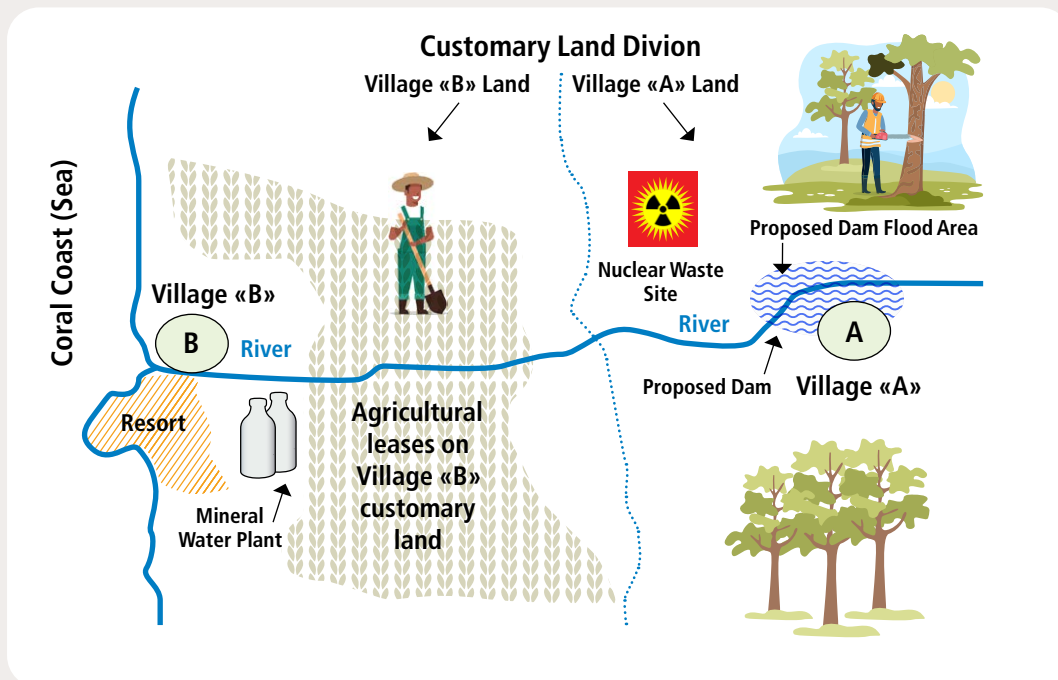 Customary Land Divion
Village «B» Land
Village «A» Land
Coral Coast (Sea)
Proposed Dam Flood Area
Nuclear Waste
Site
Village «B»
B
River
River
A
Proposed Dam
Village «A»
Resort
Agricultural
leases on
Village «B»
customary
land
Mineral
Water Plant